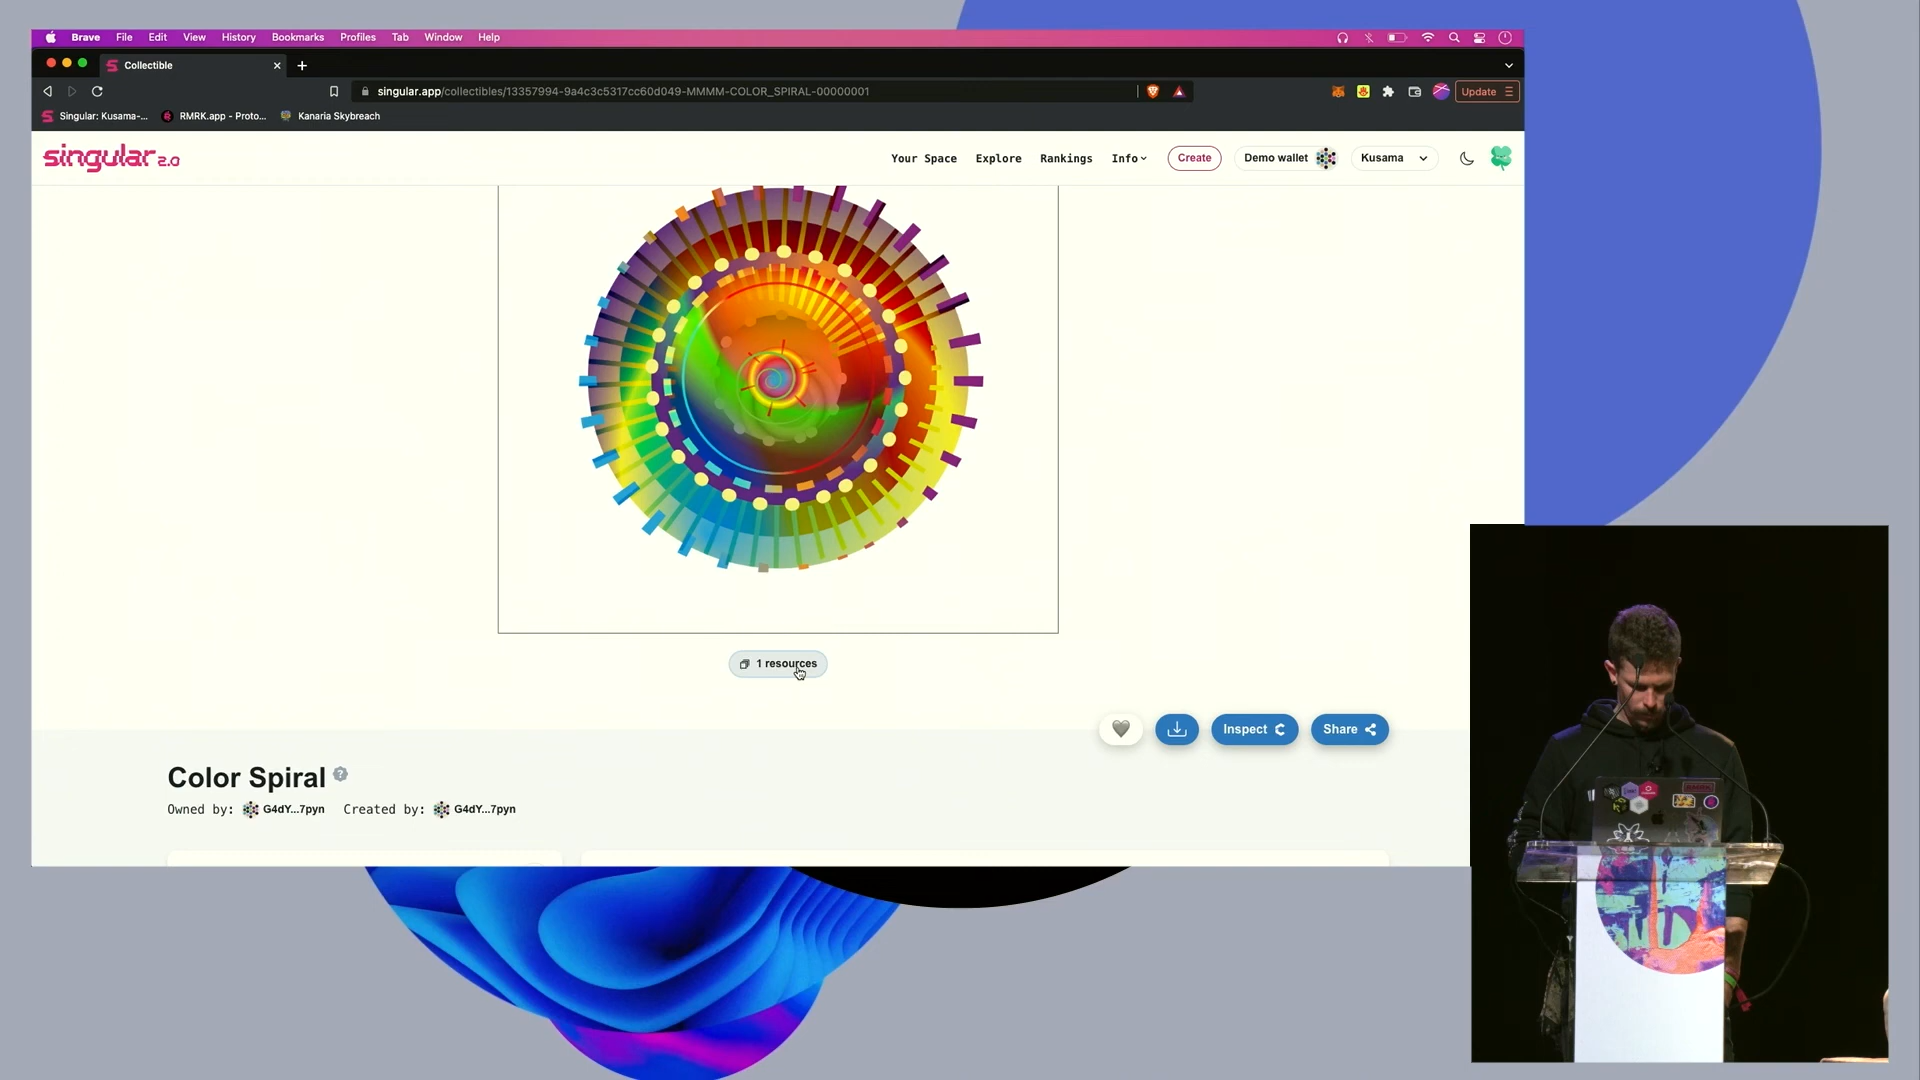 Brave File Edit View History Bookmarks Profiles Tab Window Help
Collectible
singular.app/collectibles/13357994-9a4c3c5317cc60d049-MMMM-COLOR_SPIRAL-00000001
Update
Singular: Kusama-... RMRK.app - Proto... Kanaria Skybreach
singular 2.0
Your Space Explore Rankings Info Create Demo wallet Kusama
1 resources
Inspect Share
Color Spiral
Owned by: G4dY...7pyn Created by: G4dY...7pyn